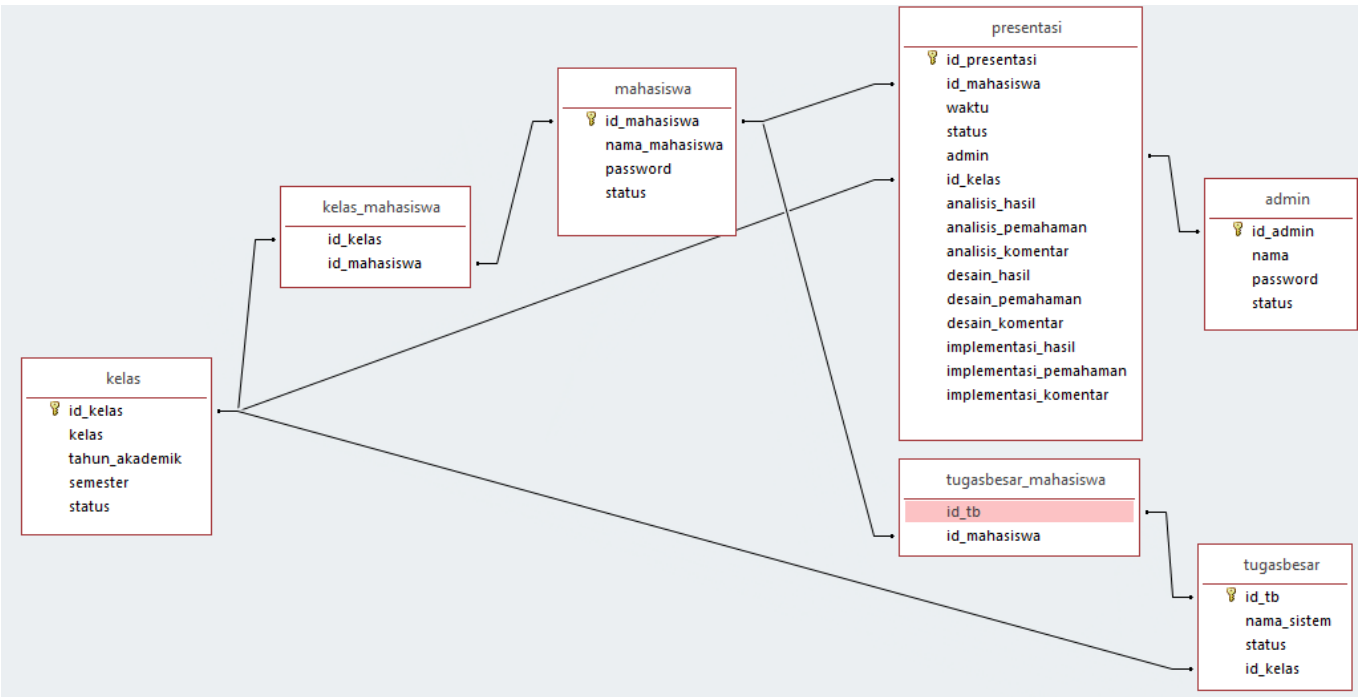 kelas
id_kelas
kelas
tahun_akademik
semester
status
kelas_mahasiswa
id_kelas
id_mahasiswa
mahasiswa
id_mahasiswa
nama_mahasiswa
password
status
presentasi
id_presentasi
id_mahasiswa
waktu
status
admin
id_kelas
analisis_hasil
analisis_pemahaman
analisis_komentar
desain_hasil
desain_pemahaman
desain_komentar
implementasi_hasil
implementasi_pemahaman
implementasi_komentar
admin
id_admin
nama
password
status
tugasbesar_mahasiswa
id_tb
id_mahasiswa
tugasbesar
id_tb
nama_sistem
status
id_kelas